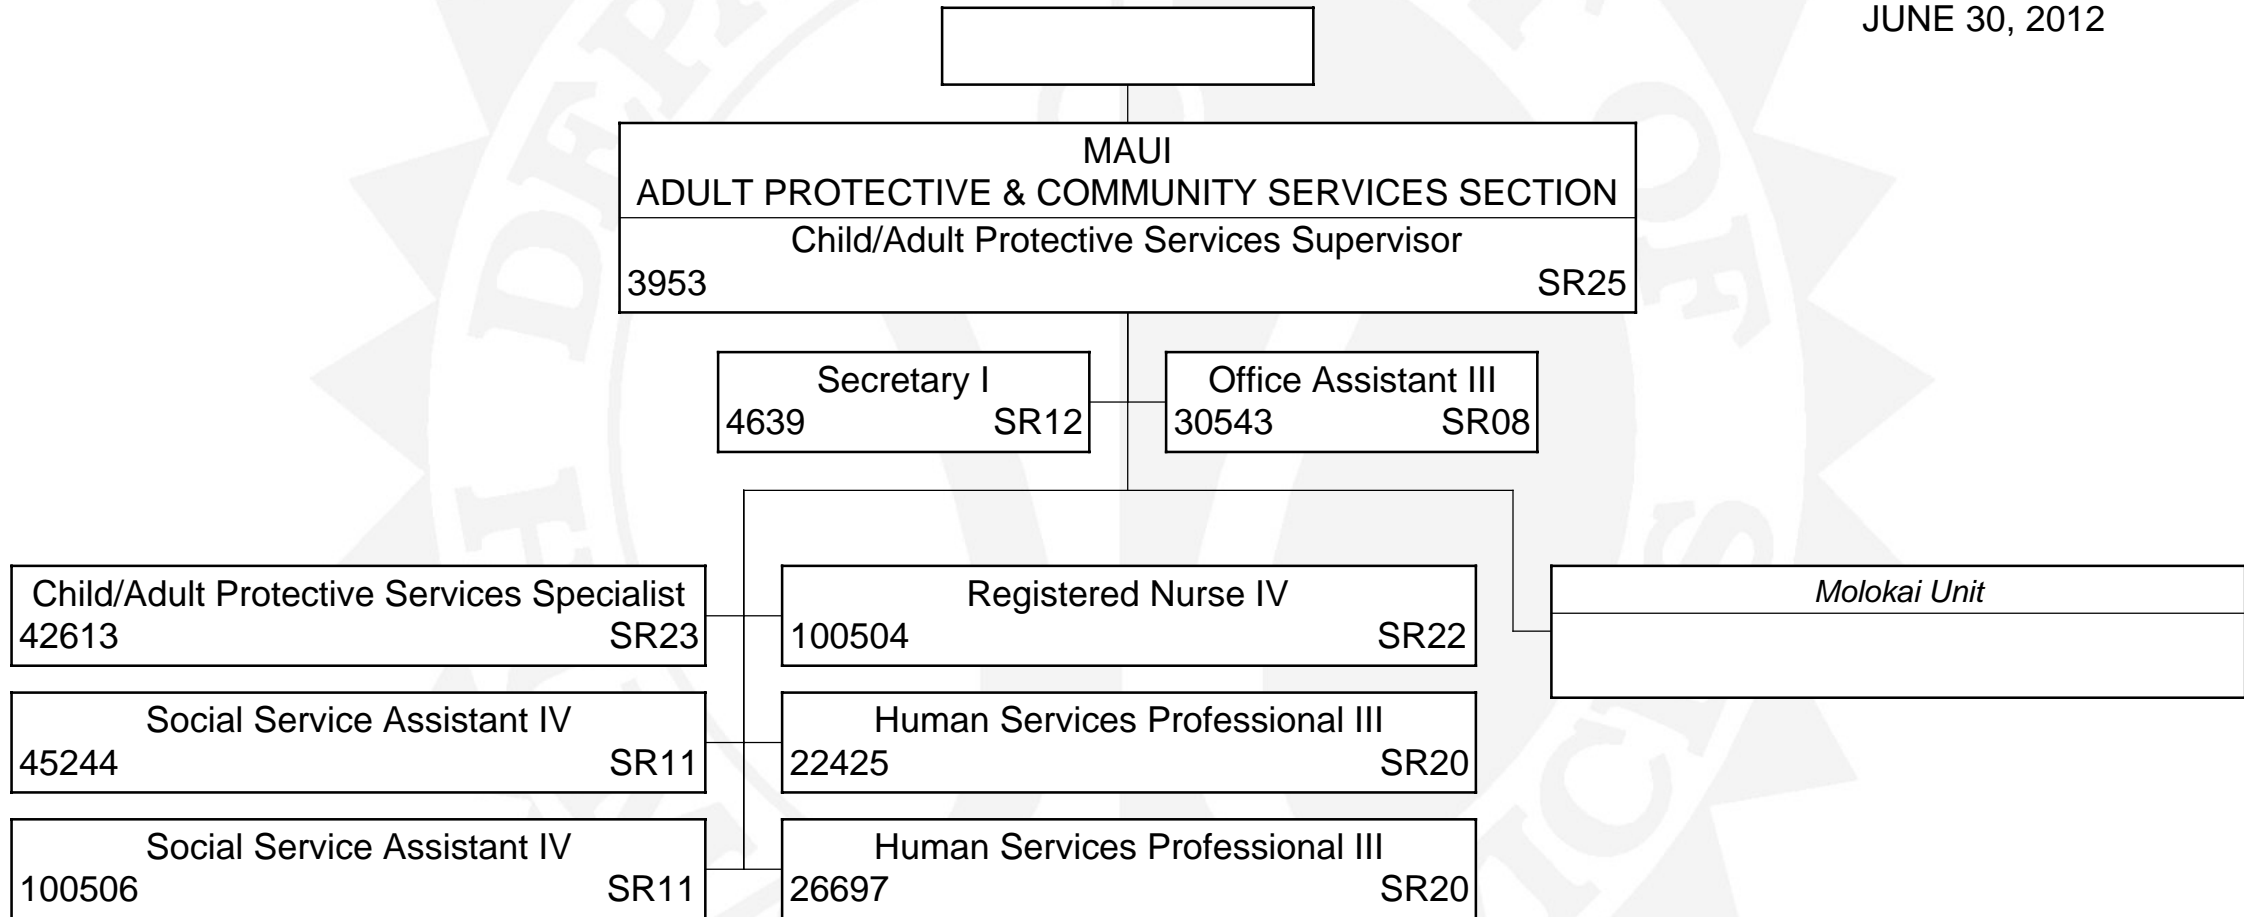 JUNE 30, 2012
MAUI
ADULT PROTECTIVE & COMMUNITY SERVICES SECTION
Child/Adult Protective Services Supervisor
3953 SR25
Secretary I
4639 SR12
Office Assistant III
30543 SR08
Child/Adult Protective Services Specialist
42613 SR23
Registered Nurse IV
100504 SR22
Molokai Unit
Social Service Assistant IV
45244 SR11
Human Services Professional III
22425 SR20
Social Service Assistant IV
100506 SR11
Human Services Professional III
26697 SR20